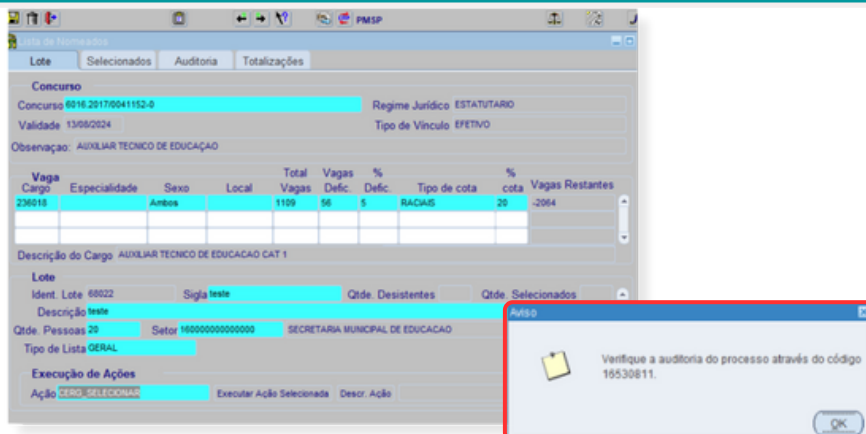 PMSP
Lista de Nomeados
Lote Selecionados Auditoria Totalizações
Concurso
Concurso 6016.2017/0041152-0 Regime Jurídico ESTATUTARIO
Validade 13/08/2024 Tipo de Vínculo EFETIVO
Observaçao: AUXILIAR TECNICO DE EDUCAÇAO
Vaga
Total Vagas % %
Cargo Especialidade Sexo Local Vagas Defic. Defic. Tipo de cota cota Vagas Restantes
236018 Ambos 1109 56 5 RACIAIS 20 -2064
Descrição do Cargo AUXILIAR TECNICO DE EDUCACAO CAT 1
Lote
Ident. Lote 68022 Sigla teste Qtde. Desistentes Qtde. Selecionados
Descrição teste
Qtde. Pessoas 20 Setor 160000000000000 SECRETARIA MUNICIPAL DE EDUCACAO
Tipo de Lista GERAL
Execução de Ações
Ação CERG_SELECIONAR Executar Ação Selecionada Descr. Ação
Aviso
Verifique a auditoria do processo através do código
16530811.
OK